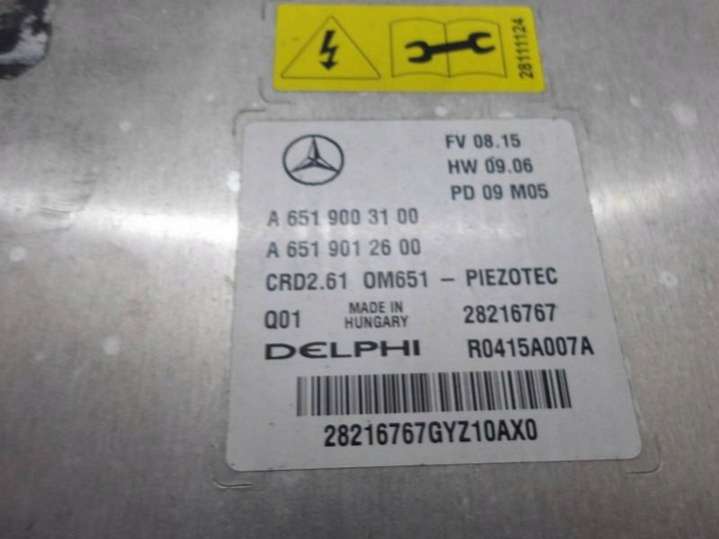 28111124
FV 08.15
HW 09.06
PD 09 M05
A 651 900 31 00
A 651 901 26 00
CRD2.61 OM651 - PIEZOTEC
Q01 MADE IN HUNGARY 28216767
DELPHI R0415A007A
28216767GYZ10AX0